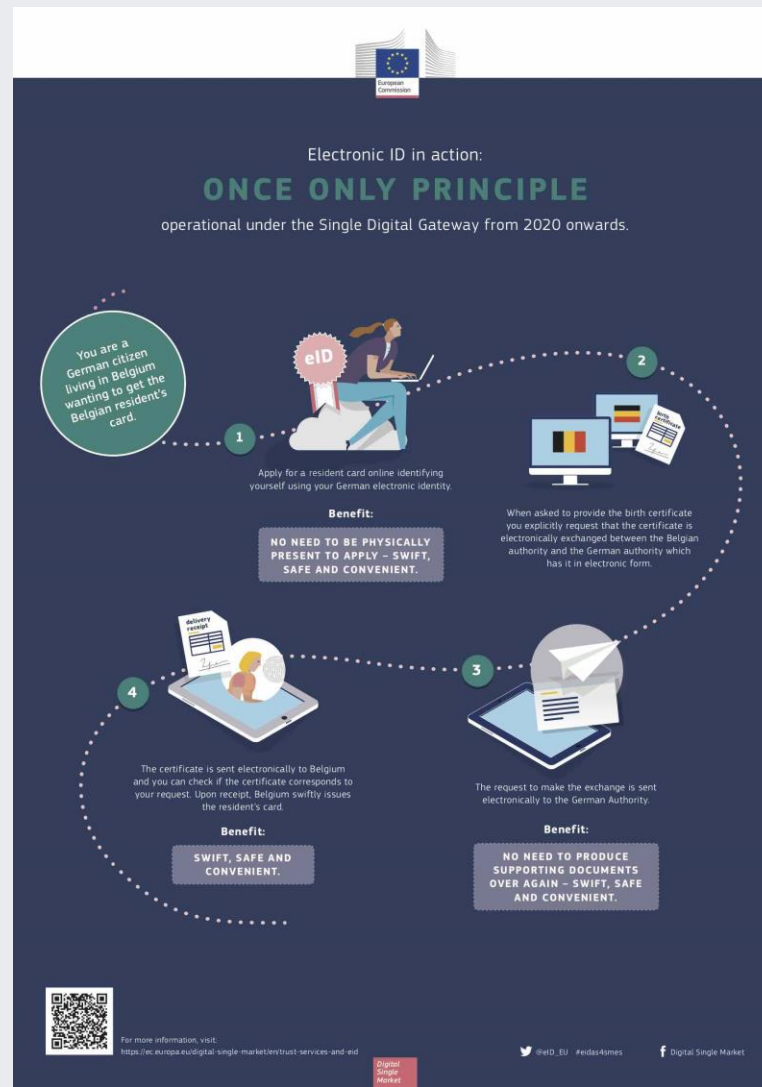 European
Commission
Electronic ID in action:
ONCE ONLY PRINCIPLE
operational under the Single Digital Gateway from 2020 onwards.
You are a
German citizen
living in Belgium
wanting to get the
Belgian resident's
card.
1
eID
Apply for a resident card online identifying
yourself using your German electronic identity.
Benefit:
NO NEED TO BE PHYSICALLY
PRESENT TO APPLY – SWIFT,
SAFE AND CONVENIENT.
2
birth
certificate
When asked to provide the birth certificate
you explicitly request that the certificate is
electronically exchanged between the Belgian
authority and the German authority which
has it in electronic form.
3
The request to make the exchange is sent
electronically to the German Authority.
Benefit:
NO NEED TO PRODUCE
SUPPORTING DOCUMENTS
OVER AGAIN – SWIFT, SAFE
AND CONVENIENT.
4
delivery
receipt
The certificate is sent electronically to Belgium
and you can check if the certificate corresponds to
your request. Upon receipt, Belgium swiftly issues
the resident's card.
Benefit:
SWIFT, SAFE AND
CONVENIENT.
For more information, visit:
https://ec.europa.eu/digital-single-market/en/trust-services-and-eid
Digital
Single
Market
@eID_EU #eidas4smes
Digital Single Market